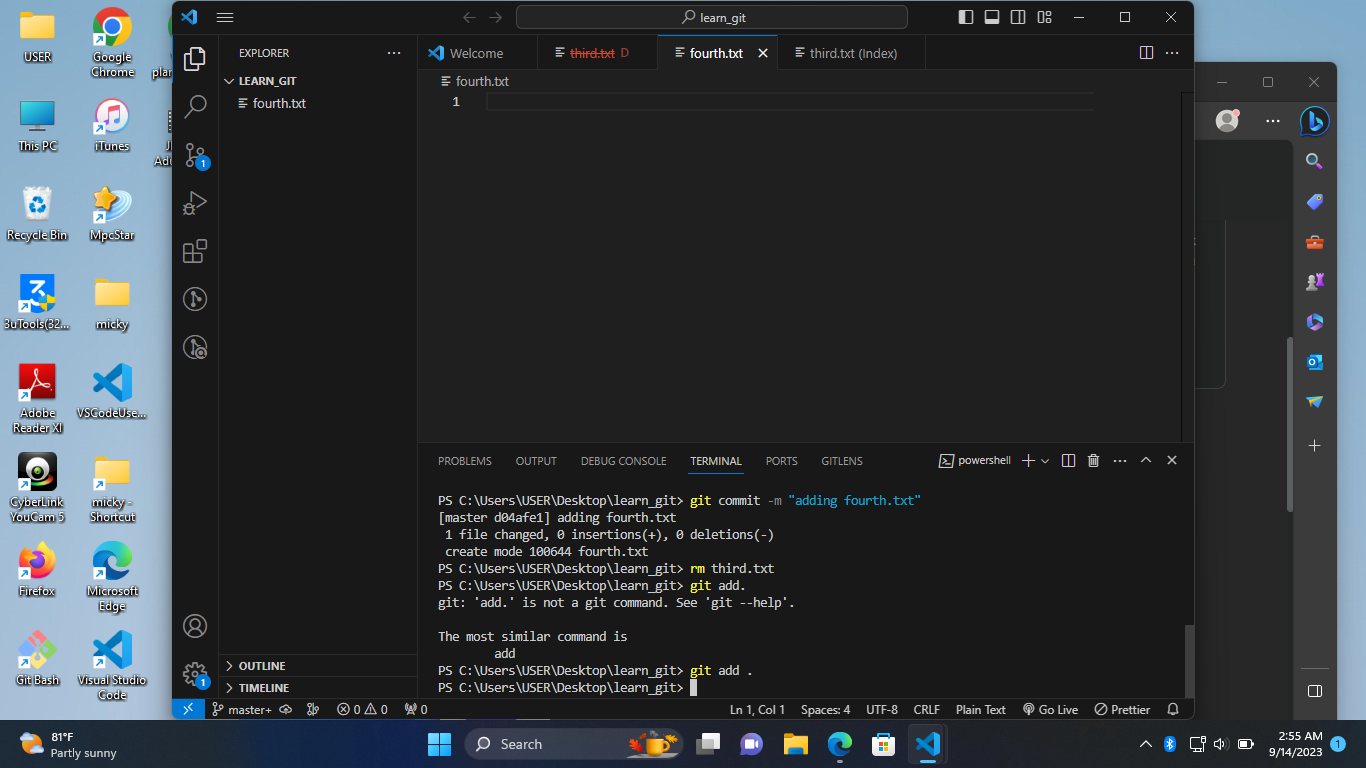 USER
Google
Chrome
This PC
iTunes
Recycle Bin
MpcStar
3uTools(32...
micky
Adobe
Reader XI
VSCodeUse...
CyberLink
YouCam 5
micky -
Shortcut
Firefox
Microsoft
Edge
Git Bash
Visual Studio
Code
learn_git
EXPLORER
LEARN_GIT
fourth.txt
1
OUTLINE
TIMELINE
1
Welcome
third.txt D
fourth.txt
third.txt (Index)
fourth.txt
1
PROBLEMS
OUTPUT
DEBUG CONSOLE
TERMINAL
PORTS
GITLENS
powershell
PS C:\Users\USER\Desktop\learn_git> git commit -m "adding fourth.txt"
[master d04afe1] adding fourth.txt
1 file changed, 0 insertions(+), 0 deletions(-)
create mode 100644 fourth.txt
PS C:\Users\USER\Desktop\learn_git> rm third.txt
PS C:\Users\USER\Desktop\learn_git> git add.
git: 'add.' is not a git command. See 'git --help'.
The most similar command is
add
PS C:\Users\USER\Desktop\learn_git> git add .
PS C:\Users\USER\Desktop\learn_git>
master+
0
0
0
Ln 1, Col 1
Spaces: 4
UTF-8
CRLF
Plain Text
Go Live
Prettier
81°F
Partly sunny
Search
2:55 AM
9/14/2023
1